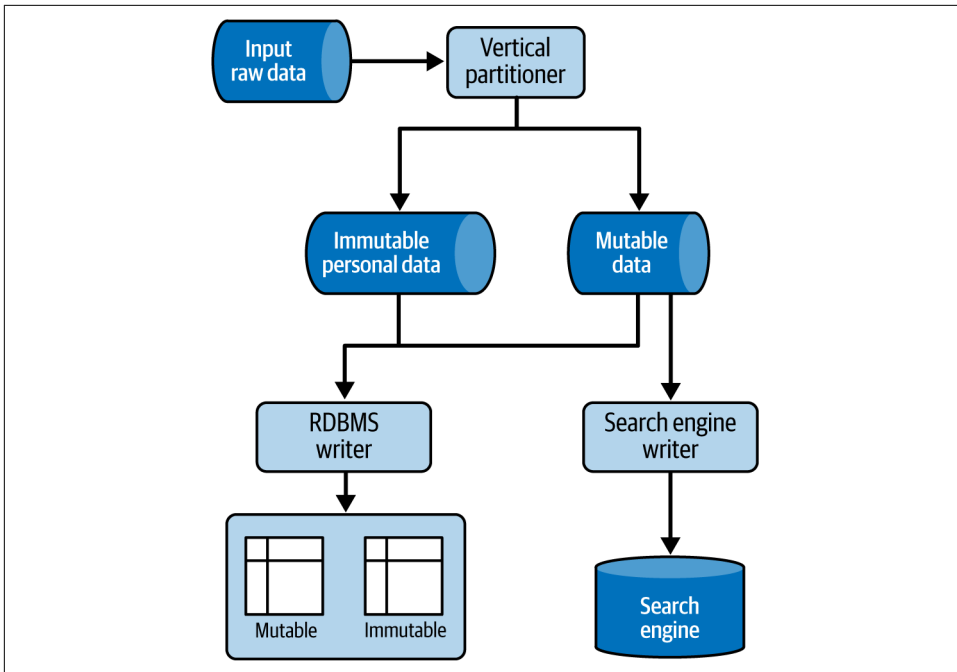 Input
raw data
Vertical
partitioner
Immutable
personal data
Mutable
data
RDBMS
writer
Search engine
writer
Mutable
Immutable
Search
engine